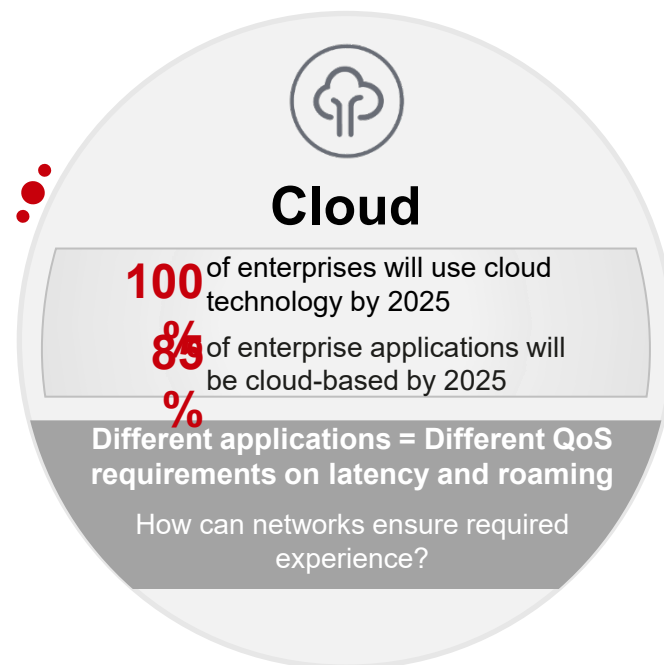 Cloud
100
%
of enterprises will use cloud
technology by 2025
85
%
of enterprise applications will
be cloud-based by 2025
Different applications = Different QoS
requirements on latency and roaming
How can networks ensure required
experience?